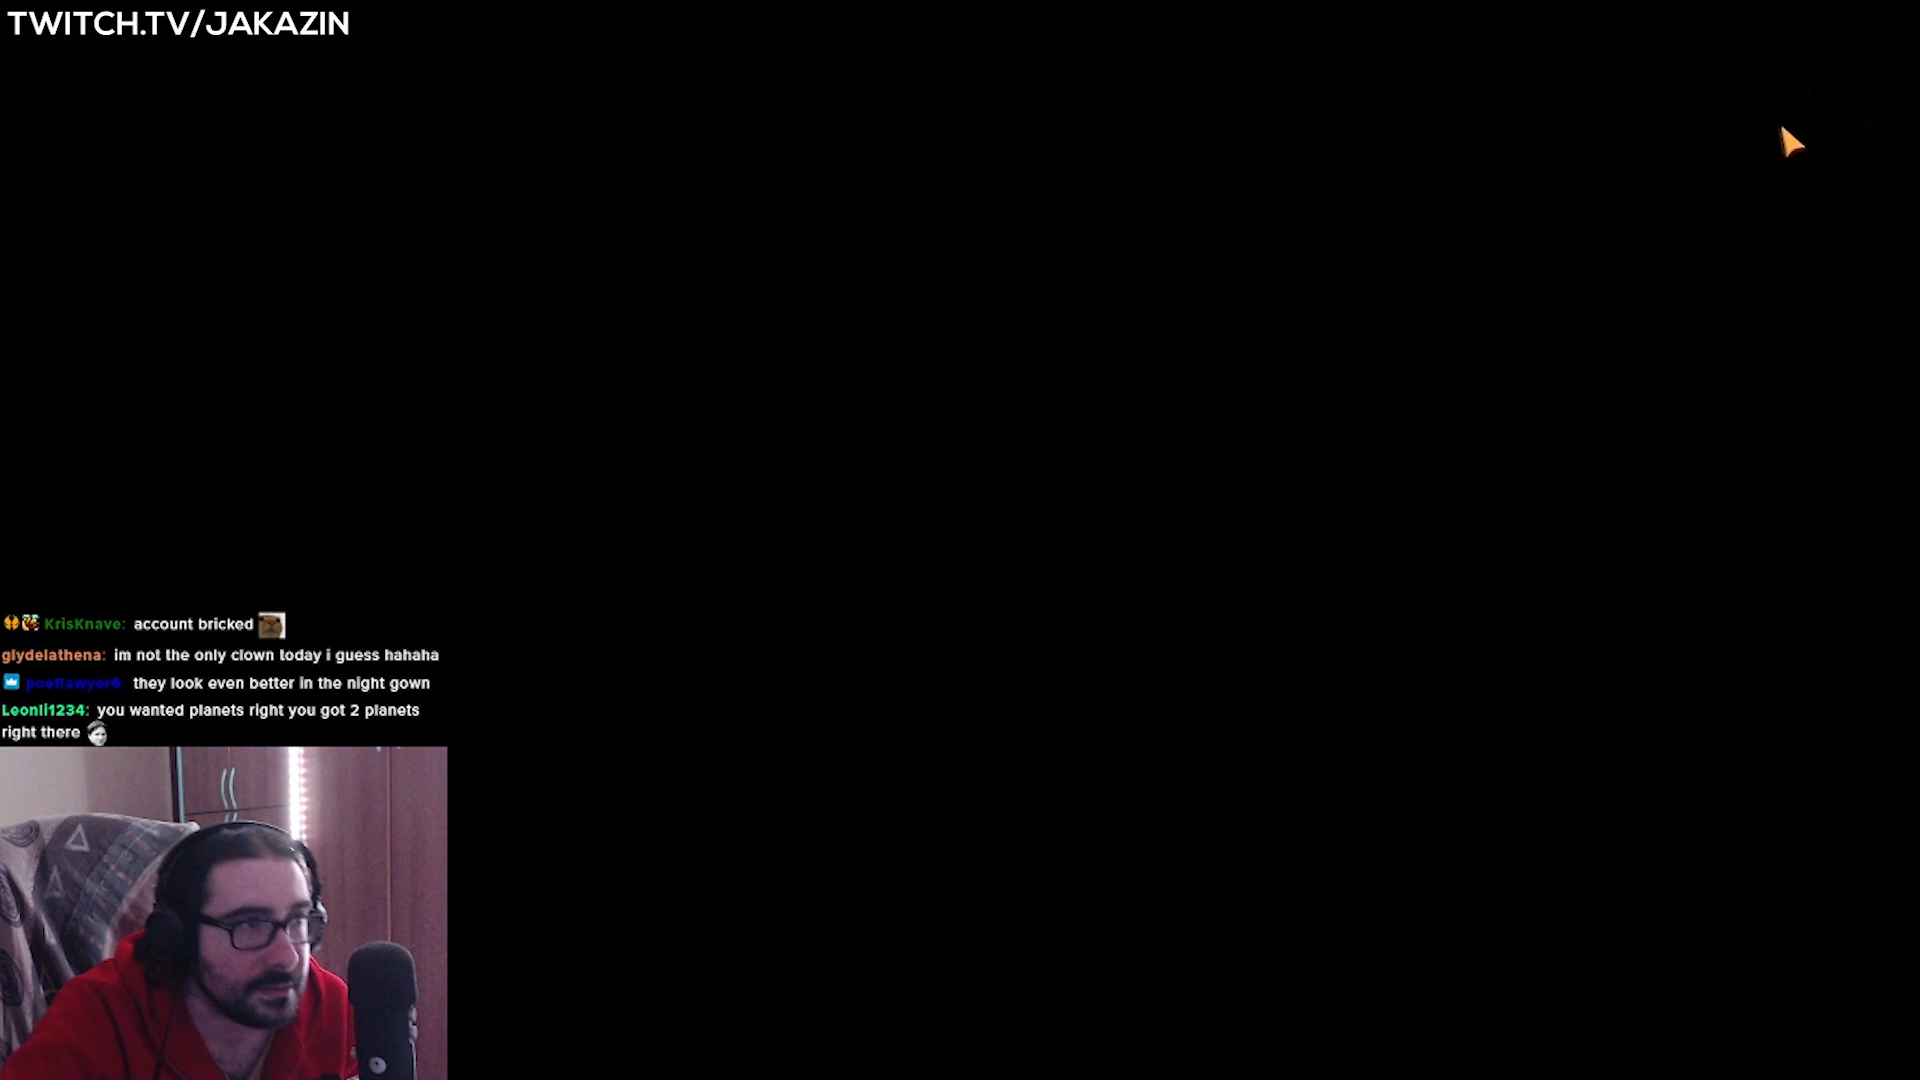 TWITCH.TV/JAKAZIN
KrisKnave: account bricked
glydelathena: im not the only clown today i guess hahaha
poetlawyer6: they look even better in the night gown
Leonli1234: you wanted planets right you got 2 planets
right there